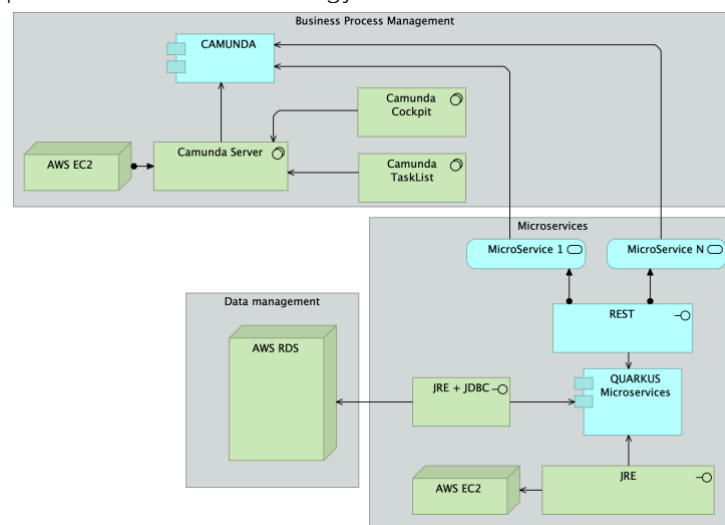 Business Process Management
CAMUNDA
Camunda
Cockpit
Camunda Server
AWS EC2
Camunda
TaskList
Microservices
MicroService 1
MicroService N
REST
Data management
AWS RDS
JRE + JDBC
QUARKUS
Microservices
AWS EC2
JRE